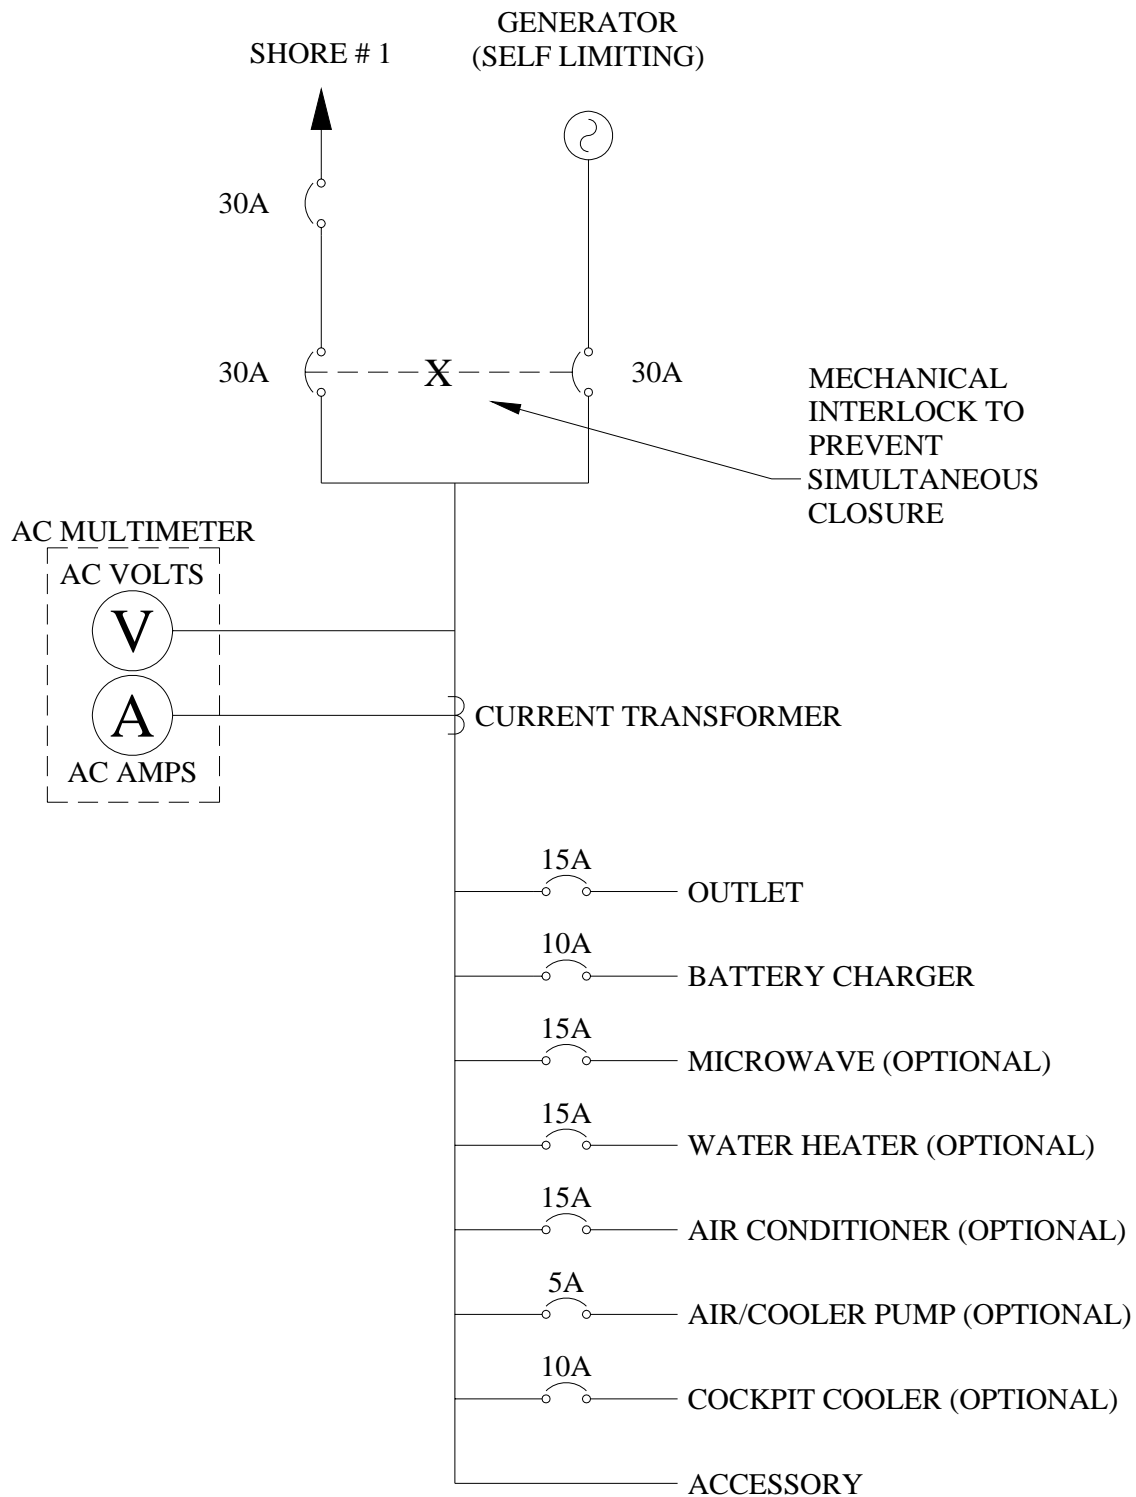 GENERATOR
(SELF LIMITING)
SHORE # 1
30A
30A
X
30A
MECHANICAL
INTERLOCK TO
PREVENT
SIMULTANEOUS
CLOSURE
AC MULTIMETER
AC VOLTS
V
A
AC AMPS
CURRENT TRANSFORMER
15A
OUTLET
10A
BATTERY CHARGER
15A
MICROWAVE (OPTIONAL)
15A
WATER HEATER (OPTIONAL)
15A
AIR CONDITIONER (OPTIONAL)
5A
AIR/COOLER PUMP (OPTIONAL)
10A
COCKPIT COOLER (OPTIONAL)
ACCESSORY